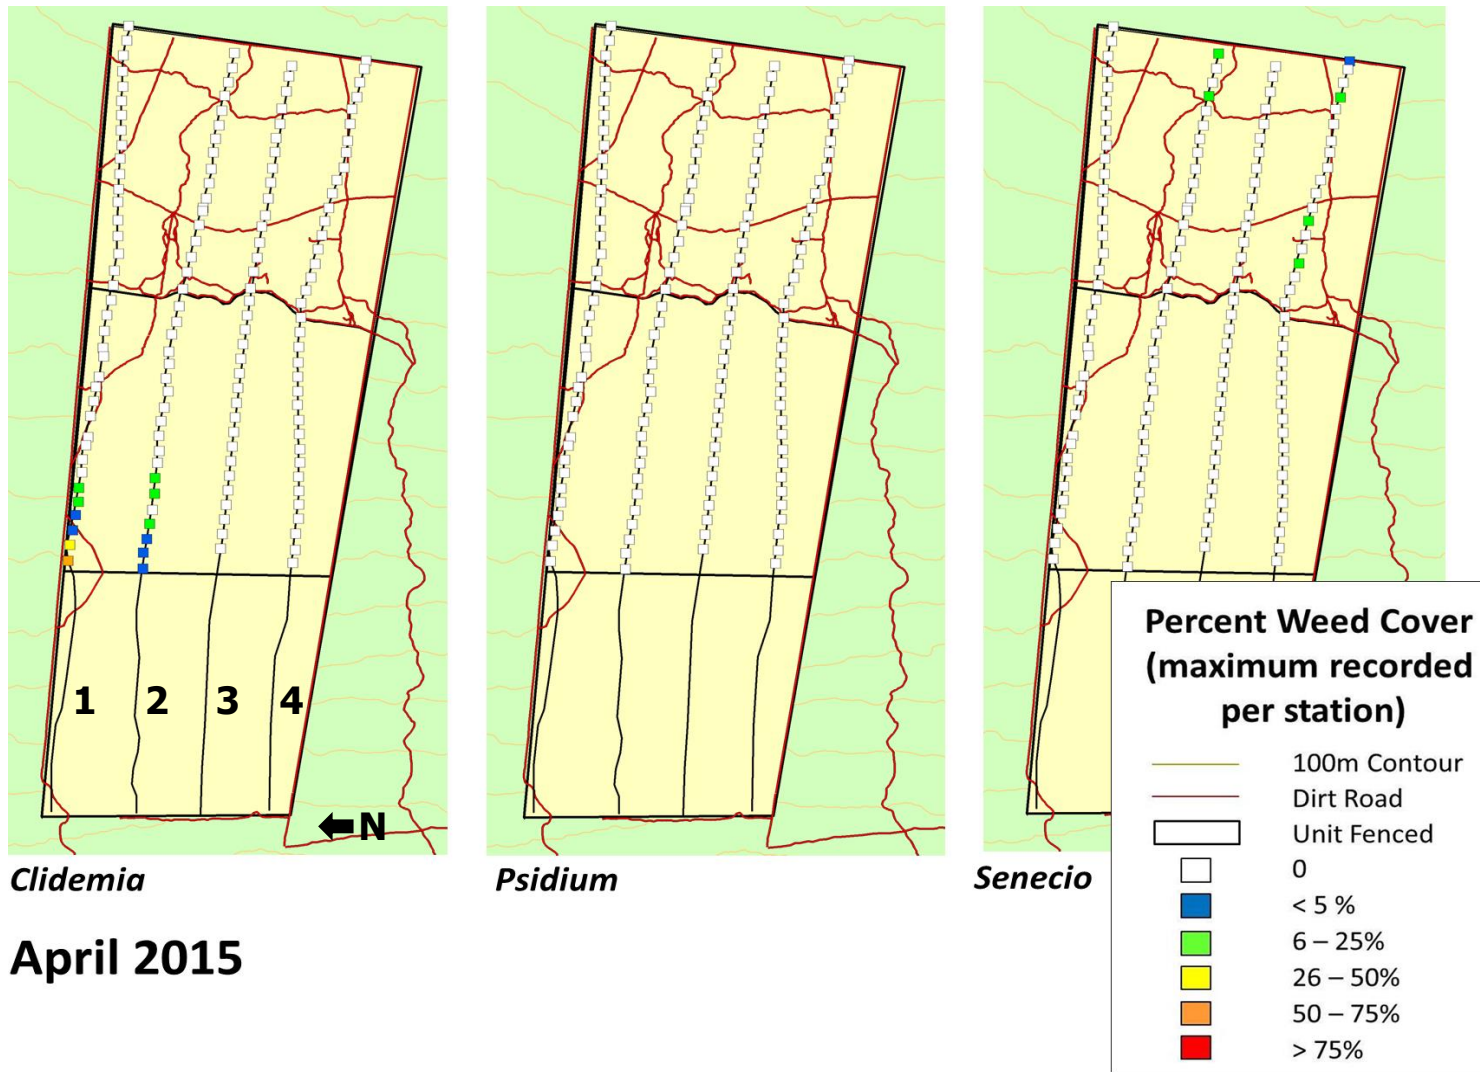 1 2 3 4
N
Clidemia
Psidium
Senecio
April 2015
Percent Weed Cover
(maximum recorded
per station)
100m Contour
Dirt Road
Unit Fenced
0
< 5 %
6 – 25%
26 – 50%
50 – 75%
> 75%